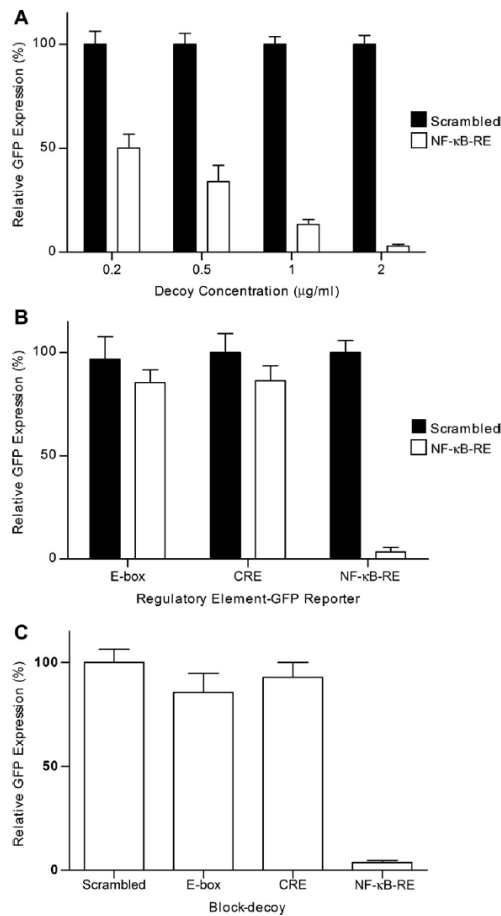 A
Relative GFP Expression (%)
100
50
0
0.2 0.5 1 2
Decoy Concentration (μg/ml)
Scrambled
NF-κB-RE
B
Relative GFP Expression (%)
100
50
0
E-box CRE NF-κB-RE
Regulatory Element-GFP Reporter
Scrambled
NF-κB-RE
C
Relative GFP Expression (%)
100
50
0
Scrambled E-box CRE NF-κB-RE
Block-decoy